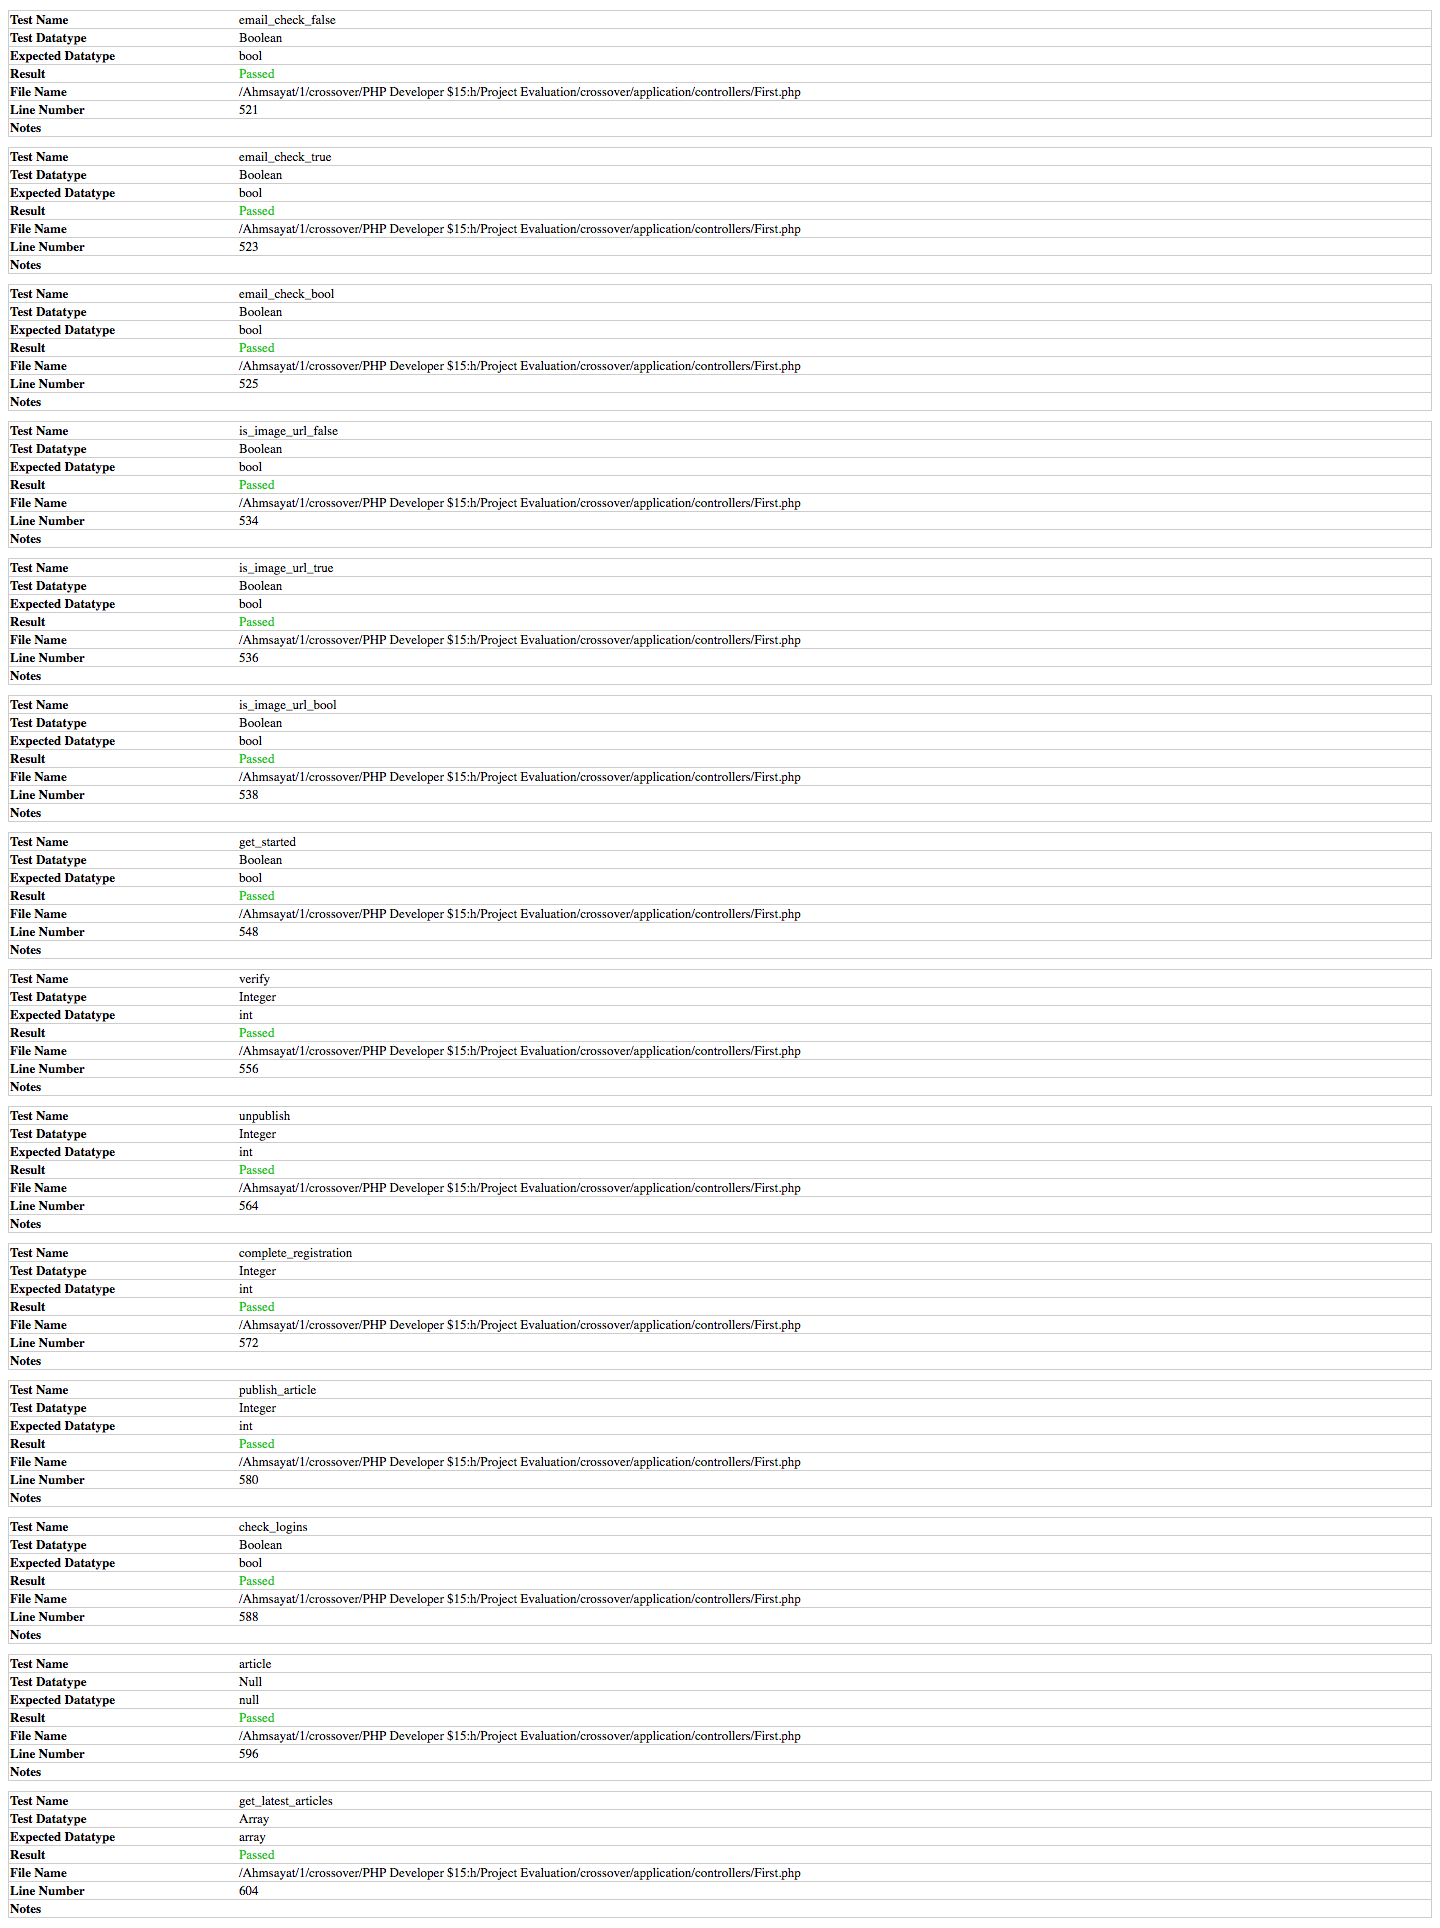 Test Name email_check_false
Test Datatype Boolean
Expected Datatype bool
Result Passed
File Name /Ahmsayat/1/crossover/PHP Developer $15:h/Project Evaluation/crossover/application/controllers/First.php
Line Number 521
Notes
Test Name email_check_true
Test Datatype Boolean
Expected Datatype bool
Result Passed
File Name /Ahmsayat/1/crossover/PHP Developer $15:h/Project Evaluation/crossover/application/controllers/First.php
Line Number 523
Notes
Test Name email_check_bool
Test Datatype Boolean
Expected Datatype bool
Result Passed
File Name /Ahmsayat/1/crossover/PHP Developer $15:h/Project Evaluation/crossover/application/controllers/First.php
Line Number 525
Notes
Test Name is_image_url_false
Test Datatype Boolean
Expected Datatype bool
Result Passed
File Name /Ahmsayat/1/crossover/PHP Developer $15:h/Project Evaluation/crossover/application/controllers/First.php
Line Number 534
Notes
Test Name is_image_url_true
Test Datatype Boolean
Expected Datatype bool
Result Passed
File Name /Ahmsayat/1/crossover/PHP Developer $15:h/Project Evaluation/crossover/application/controllers/First.php
Line Number 536
Notes
Test Name is_image_url_bool
Test Datatype Boolean
Expected Datatype bool
Result Passed
File Name /Ahmsayat/1/crossover/PHP Developer $15:h/Project Evaluation/crossover/application/controllers/First.php
Line Number 538
Notes
Test Name get_started
Test Datatype Boolean
Expected Datatype bool
Result Passed
File Name /Ahmsayat/1/crossover/PHP Developer $15:h/Project Evaluation/crossover/application/controllers/First.php
Line Number 548
Notes
Test Name verify
Test Datatype Integer
Expected Datatype int
Result Passed
File Name /Ahmsayat/1/crossover/PHP Developer $15:h/Project Evaluation/crossover/application/controllers/First.php
Line Number 556
Notes
Test Name unpublish
Test Datatype Integer
Expected Datatype int
Result Passed
File Name /Ahmsayat/1/crossover/PHP Developer $15:h/Project Evaluation/crossover/application/controllers/First.php
Line Number 564
Notes
Test Name complete_registration
Test Datatype Integer
Expected Datatype int
Result Passed
File Name /Ahmsayat/1/crossover/PHP Developer $15:h/Project Evaluation/crossover/application/controllers/First.php
Line Number 572
Notes
Test Name publish_article
Test Datatype Integer
Expected Datatype int
Result Passed
File Name /Ahmsayat/1/crossover/PHP Developer $15:h/Project Evaluation/crossover/application/controllers/First.php
Line Number 580
Notes
Test Name check_logins
Test Datatype Boolean
Expected Datatype bool
Result Passed
File Name /Ahmsayat/1/crossover/PHP Developer $15:h/Project Evaluation/crossover/application/controllers/First.php
Line Number 588
Notes
Test Name article
Test Datatype Null
Expected Datatype null
Result Passed
File Name /Ahmsayat/1/crossover/PHP Developer $15:h/Project Evaluation/crossover/application/controllers/First.php
Line Number 596
Notes
Test Name get_latest_articles
Test Datatype Array
Expected Datatype array
Result Passed
File Name /Ahmsayat/1/crossover/PHP Developer $15:h/Project Evaluation/crossover/application/controllers/First.php
Line Number 604
Notes